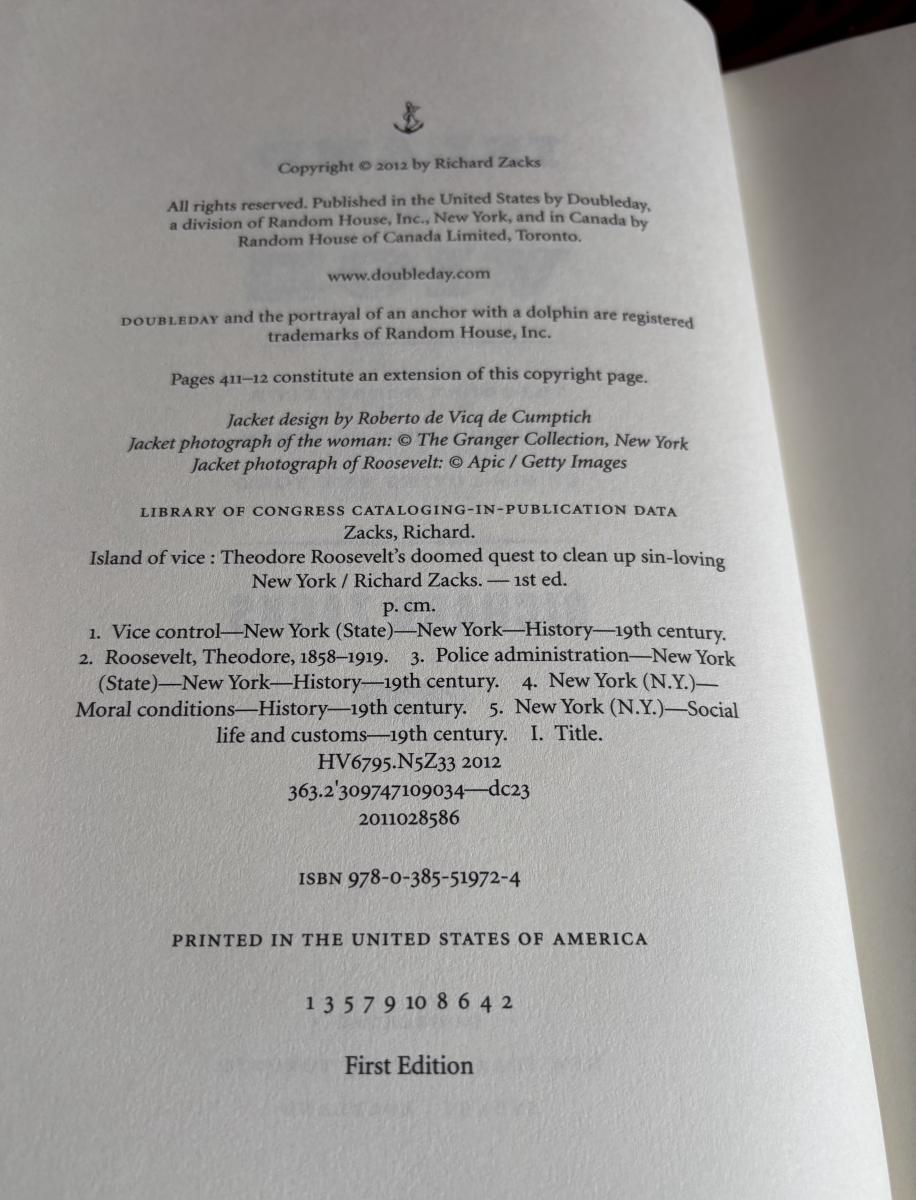 Copyright © 2012 by Richard Zacks
All rights reserved. Published in the United States by Doubleday,
a division of Random House, Inc., New York, and in Canada by
Random House of Canada Limited, Toronto.
www.doubleday.com
DOUBLEDAY and the portrayal of an anchor with a dolphin are registered
trademarks of Random House, Inc.
Pages 411–12 constitute an extension of this copyright page.
Jacket design by Roberto de Vicq de Cumptich
Jacket photograph of the woman: © The Granger Collection, New York
Jacket photograph of Roosevelt: © Apic / Getty Images
LIBRARY OF CONGRESS CATALOGING-IN-PUBLICATION DATA
Zacks, Richard.
Island of vice : Theodore Roosevelt's doomed quest to clean up sin-loving
New York / Richard Zacks. — 1st ed.
p. cm.
1. Vice control—New York (State)—New York—History—19th century.
2. Roosevelt, Theodore, 1858–1919. 3. Police administration—New York
(State)—New York—History—19th century. 4. New York (N.Y.)—
Moral conditions—History—19th century. 5. New York (N.Y.)—Social
life and customs—19th century. I. Title.
HV6795.N5Z33 2012
363.2'309747109034—dc23
2011028586
ISBN 978-0-385-51972-4
PRINTED IN THE UNITED STATES OF AMERICA
1 3 5 7 9 10 8 6 4 2
First Edition